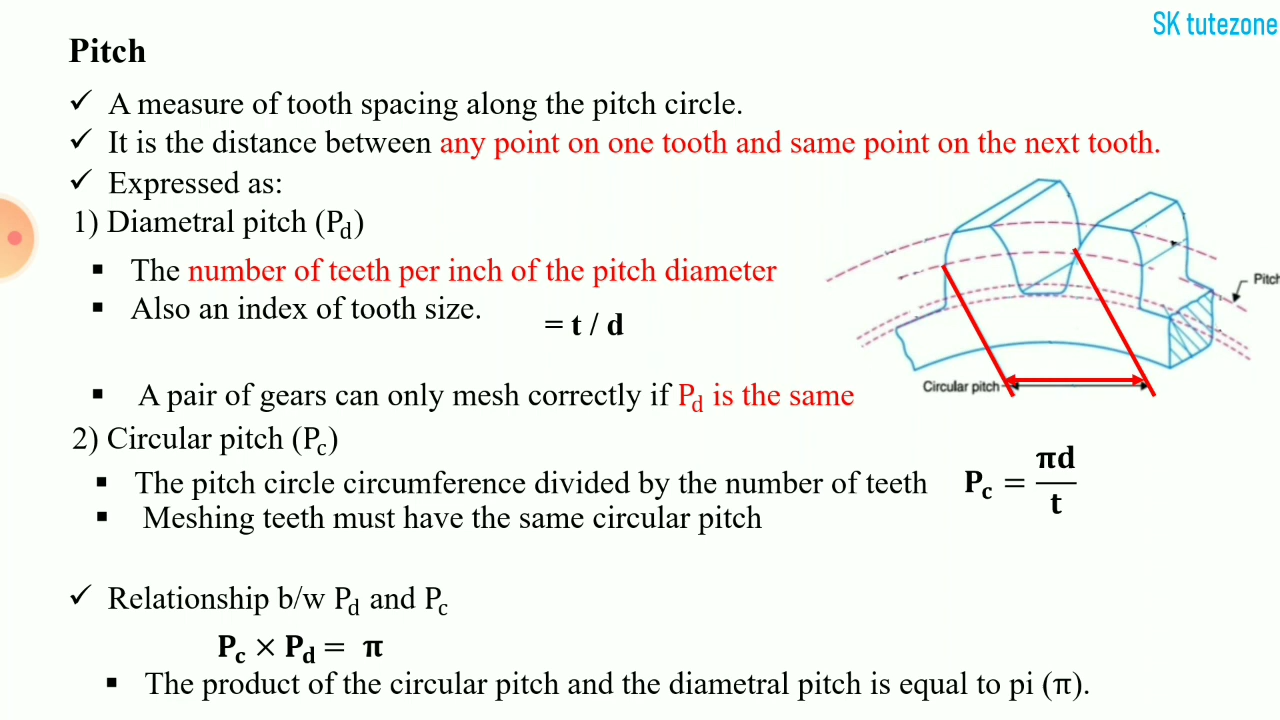 SK tutezone
Pitch
✓ A measure of tooth spacing along the pitch circle.
✓ It is the distance between any point on one tooth and same point on the next tooth.
✓ Expressed as:
1) Diametral pitch (Pd)
▪ The number of teeth per inch of the pitch diameter
▪ Also an index of tooth size.
= t / d
Pitch
Circular pitch
▪ A pair of gears can only mesh correctly if Pd is the same
2) Circular pitch (Pc)
▪ The pitch circle circumference divided by the number of teeth Pc = πd / t
▪ Meshing teeth must have the same circular pitch
✓ Relationship b/w Pd and Pc
Pc × Pd = π
▪ The product of the circular pitch and the diametral pitch is equal to pi (π).